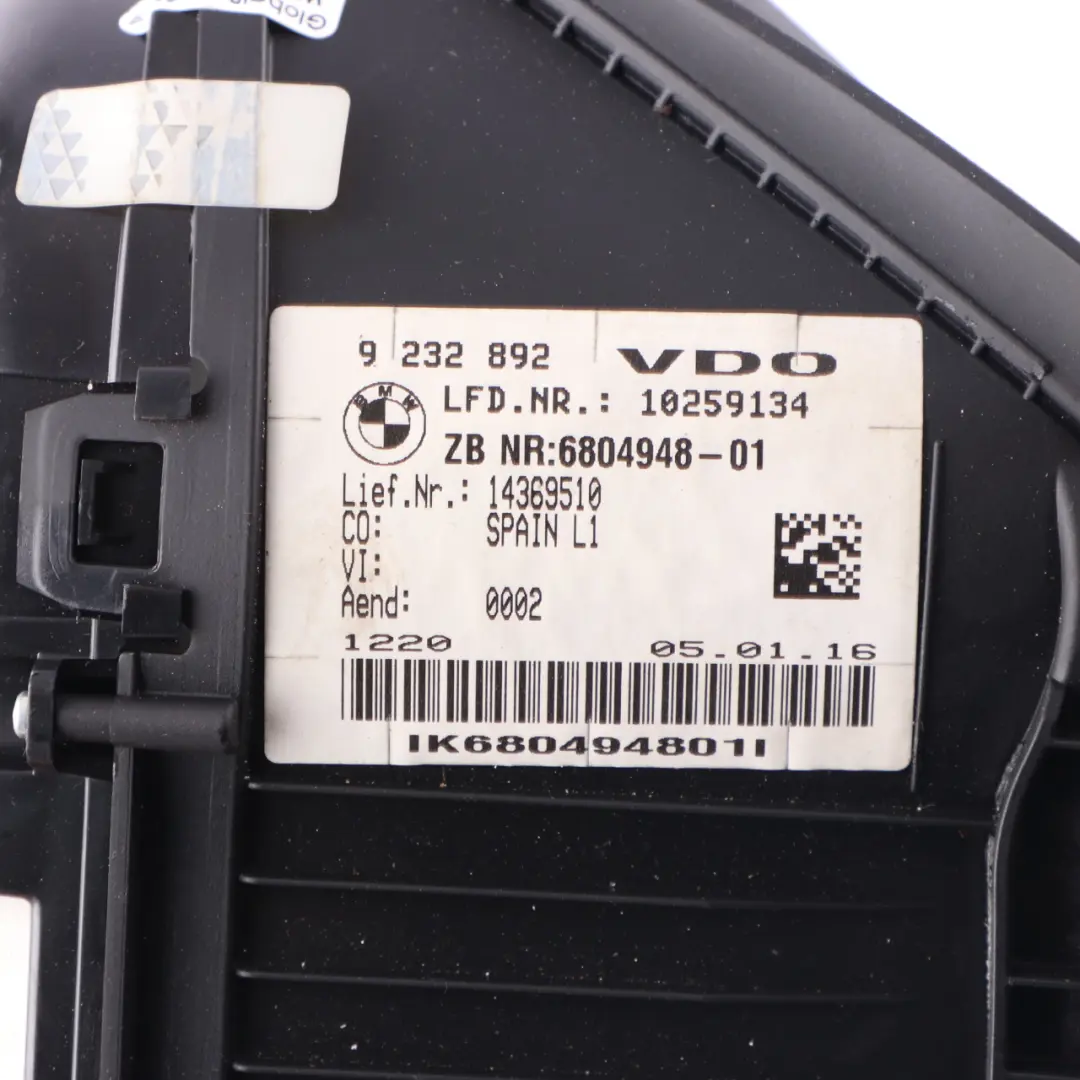 9 232 892 VDO
BMW
LFD.NR.: 10259134
ZB NR:6804948-01
Lief.Nr.: 14369510
CO: SPAIN L1
VI:
Aend: 0002
1220 05.01.16
IK680494801I